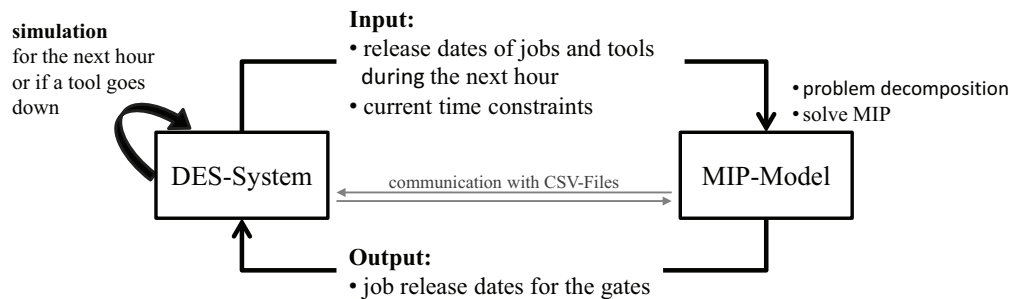 simulation
for the next hour
or if a tool goes
down
Input:
• release dates of jobs and tools
during the next hour
• current time constraints
• problem decomposition
• solve MIP
DES-System
communication with CSV-Files
MIP-Model
Output:
• job release dates for the gates